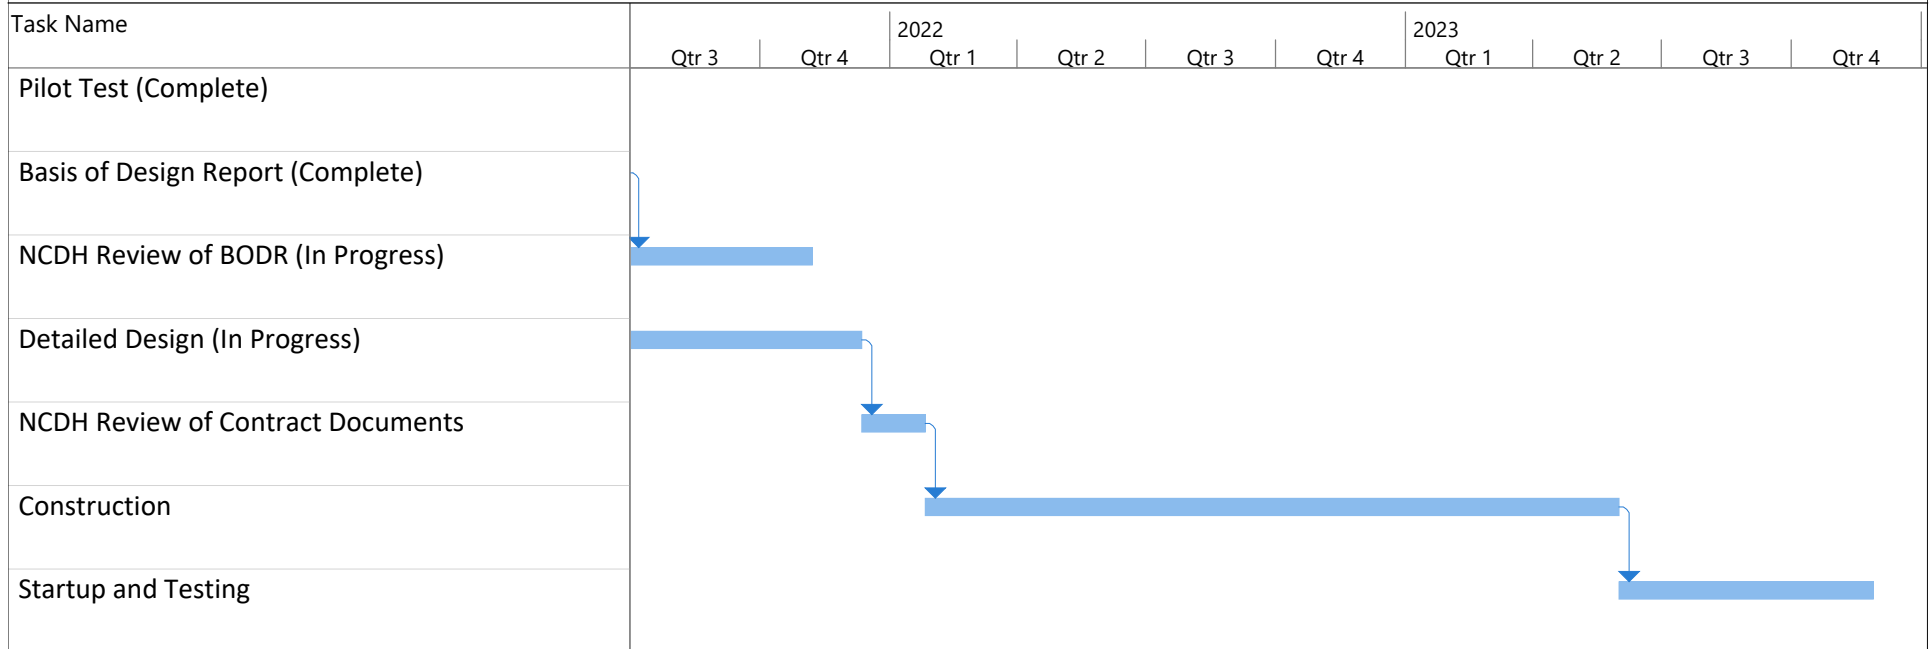 Task Name
2022
2023
Qtr 3 Qtr 4 Qtr 1 Qtr 2 Qtr 3 Qtr 4 Qtr 1 Qtr 2 Qtr 3 Qtr 4
Pilot Test (Complete)
Basis of Design Report (Complete)
NCDH Review of BODR (In Progress)
Detailed Design (In Progress)
NCDH Review of Contract Documents
Construction
Startup and Testing